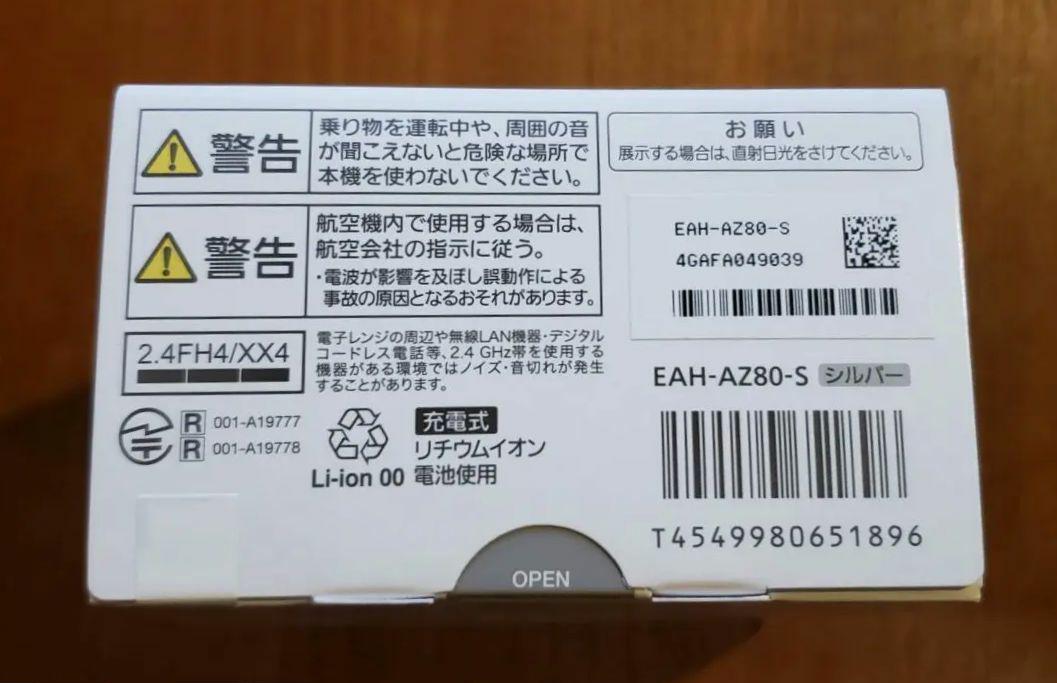 警告
乗り物を運転中や、周囲の音
が聞こえないと危険な場所で
本機を使わないでください。
お願い
展示する場合は、直射日光をさけてください。
警告
航空機内で使用する場合は、
航空会社の指示に従う。
・電波が影響を及ぼし誤動作による
事故の原因となるおそれがあります。
EAH-AZ80-S
4GAFA049039
2.4FH4/XX4
電子レンジの周辺や無線LAN機器・デジタル
コードレス電話等、2.4 GHz帯を使用する
機器がある環境ではノイズ・音切れが発生
することがあります。
EAH-AZ80-S シルバー
R 001-A19777
R 001-A19778
Li-ion 00
充電式
リチウムイオン
電池使用
T4549980651896
OPEN